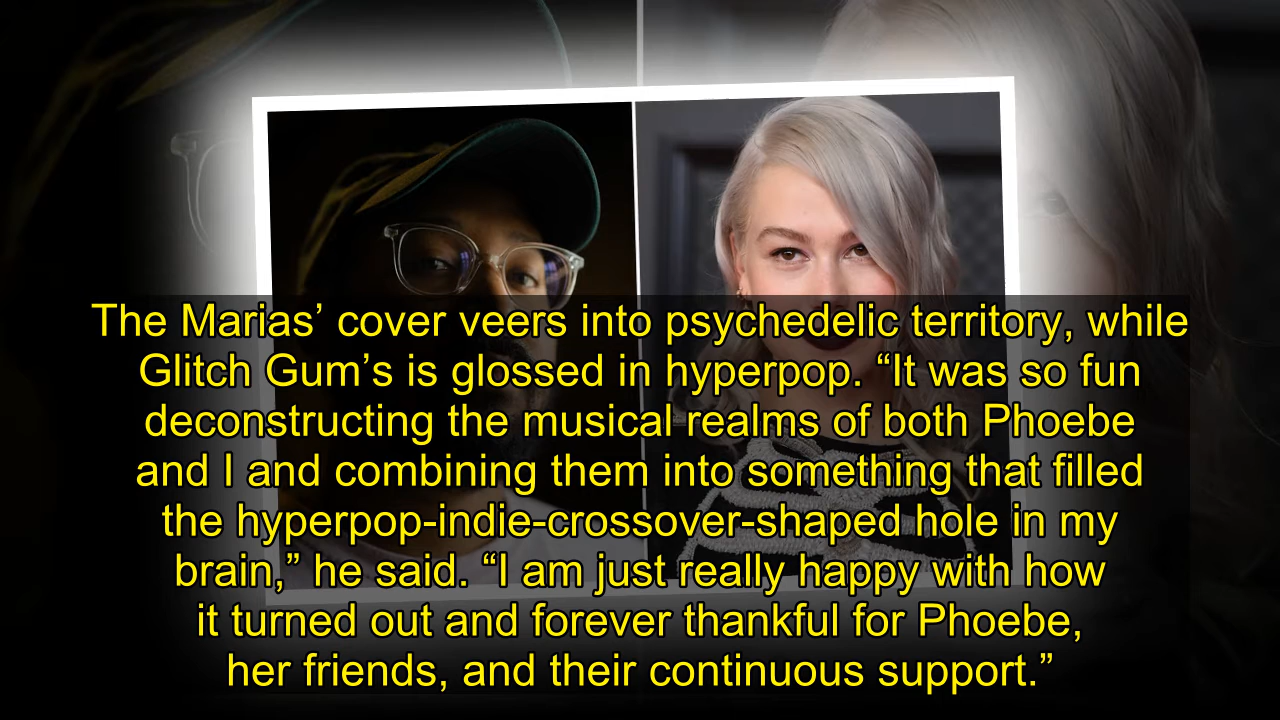 The Marias’ cover veers into psychedelic territory, while
Glitch Gum’s is glossed in hyperpop. “It was so fun
deconstructing the musical realms of both Phoebe
and I and combining them into something that filled
the hyperpop-indie-crossover-shaped hole in my
brain,” he said. “I am just really happy with how
it turned out and forever thankful for Phoebe,
her friends, and their continuous support.”